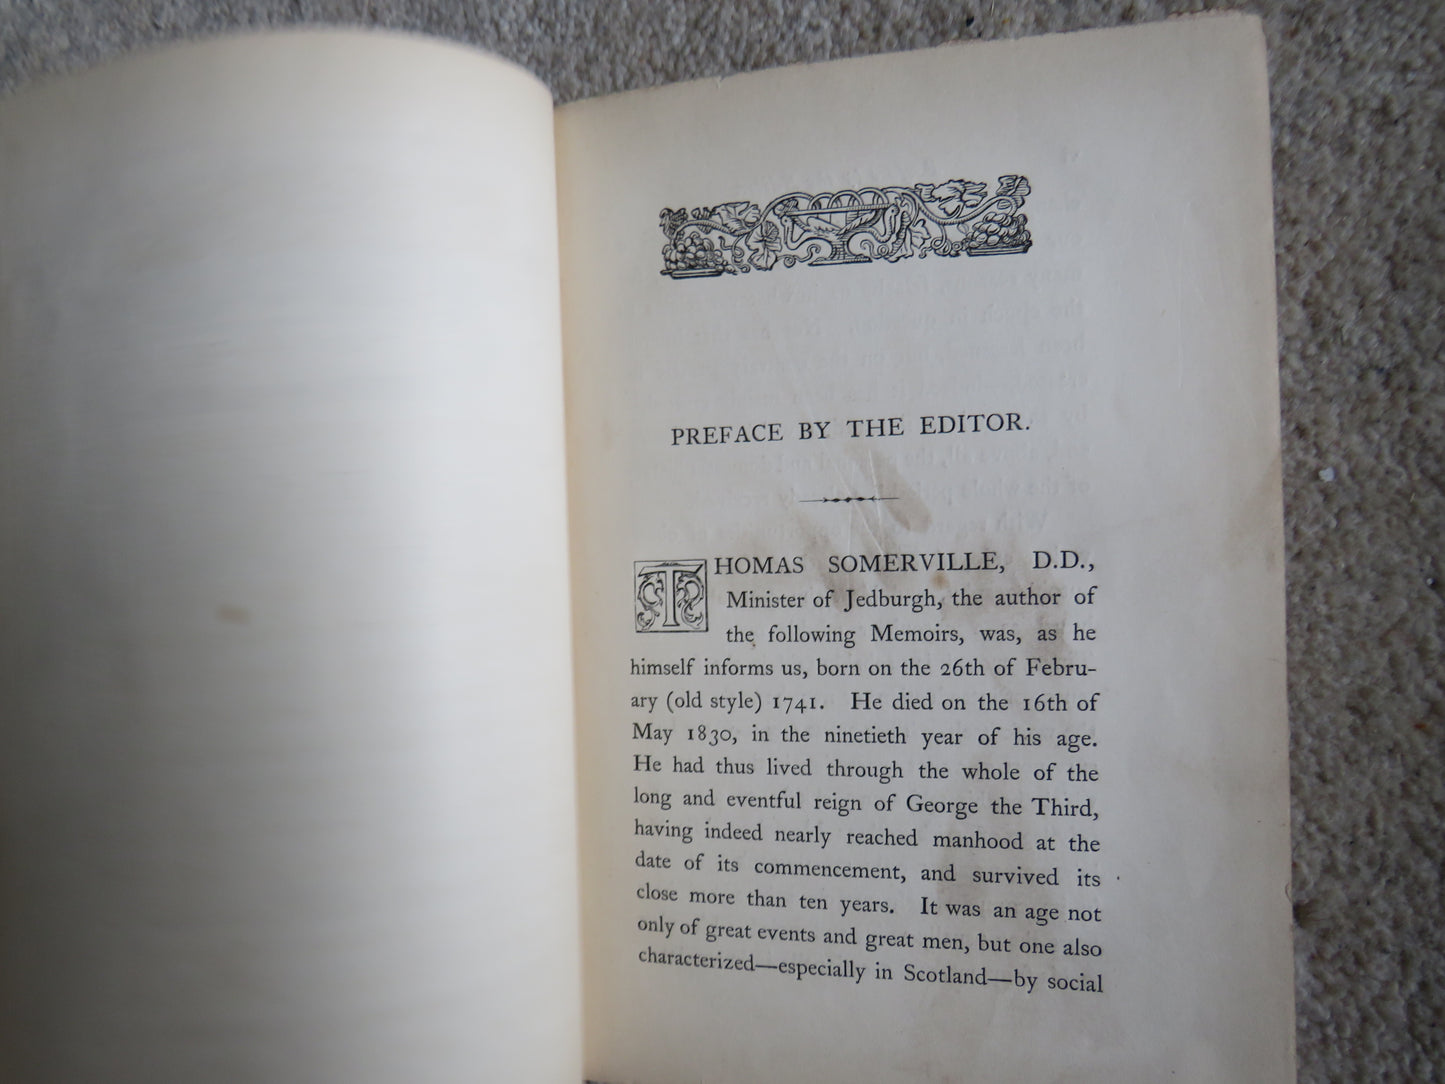 PREFACE BY THE EDITOR.
THOMAS SOMERVILLE, D.D.,
Minister of Jedburgh, the author of
the following Memoirs, was, as he
himself informs us, born on the 26th of Febru-
ary (old style) 1741. He died on the 16th of
May 1830, in the ninetieth year of his age.
He had thus lived through the whole of the
long and eventful reign of George the Third,
having indeed nearly reached manhood at the
date of its commencement, and survived its
close more than ten years. It was an age not
only of great events and great men, but one also
characterized—especially in Scotland—by social